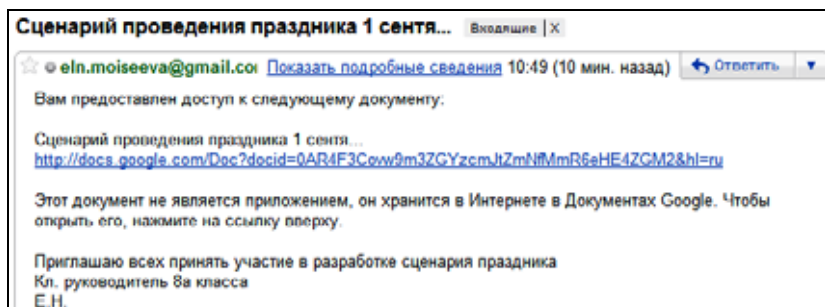 Сценарий проведения праздника 1 сентя... Входящие | X
eln.moiseeva@gmail.co Показать подробные сведения 10:49 (10 мин. назад) Ответить
Вам предоставлен доступ к следующему документу:
Сценарий проведения праздника 1 сентя...
http://docs.google.com/Doc?docid=0AR4F3Covw9m3ZGYzcmJtZmNfMmR6eHE4ZGM2&hl=ru
Этот документ не является приложением, он хранится в Интернете в Документах Google. Чтобы
открыть его, нажмите на ссылку вверху.
Приглашаю всех принять участие в разработке сценария праздника
Кл. руководитель 8а класса
Е.Н.